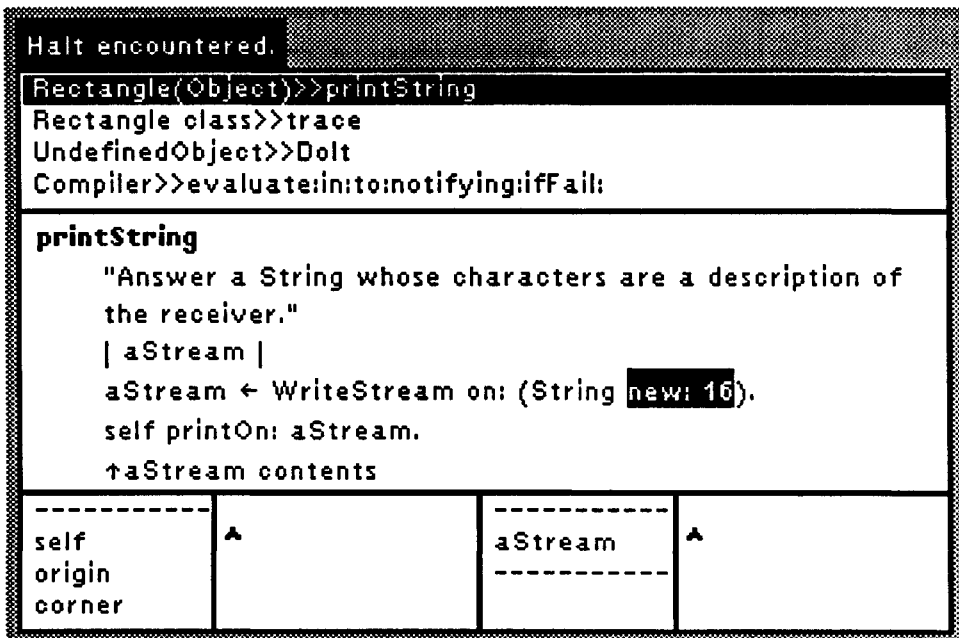 Halt encountered.
Rectangle(Object)>>printString
Rectangle class>>trace
UndefinedObject>>DoIt
Compiler>>evaluate:in:to:notifying:ifFail:
printString
"Answer a String whose characters are a description of
the receiver."
| aStream |
aStream ← WriteStream on: (String new: 16).
self printOn: aStream.
↑aStream contents
-----------
self
origin
corner
-----------
aStream
-----------